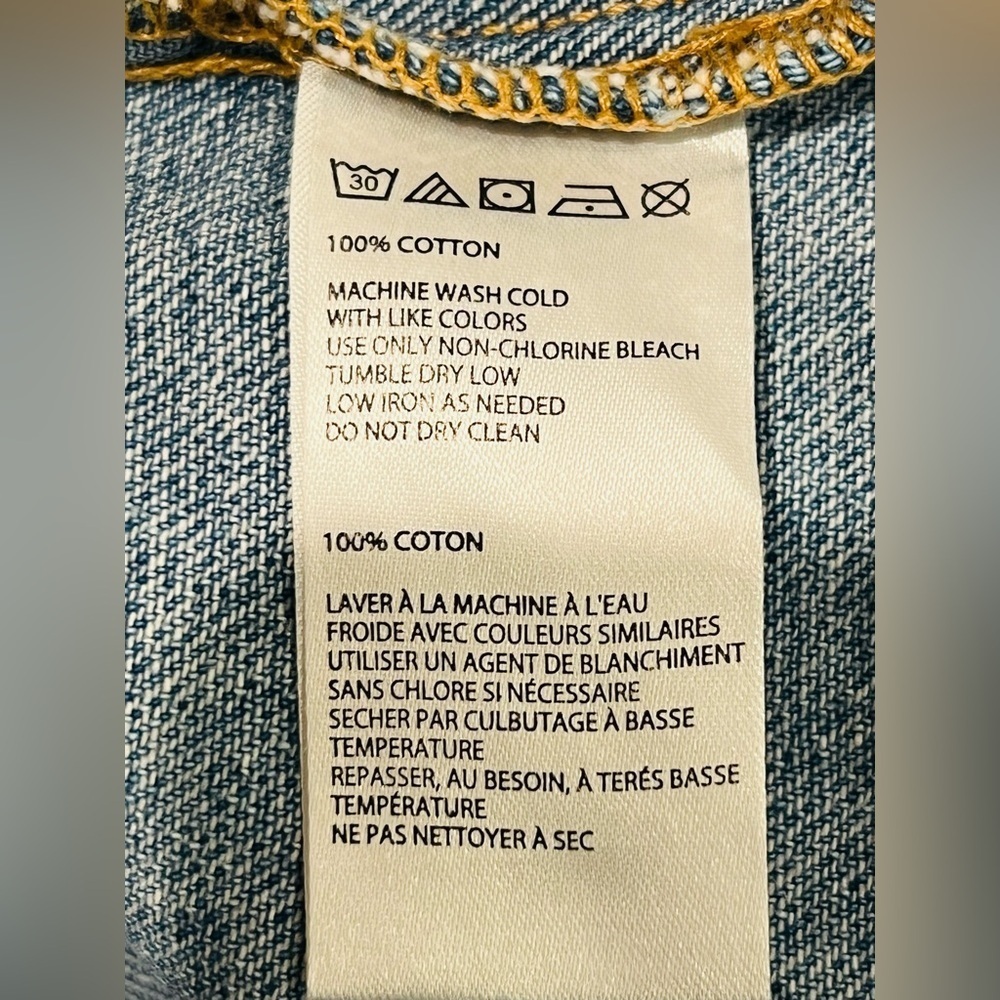 30
100% COTTON
MACHINE WASH COLD
WITH LIKE COLORS
USE ONLY NON-CHLORINE BLEACH
TUMBLE DRY LOW
LOW IRON AS NEEDED
DO NOT DRY CLEAN
100% COTON
LAVER À LA MACHINE À L'EAU
FROIDE AVEC COULEURS SIMILAIRES
UTILISER UN AGENT DE BLANCHIMENT
SANS CHLORE SI NÉCESSAIRE
SECHER PAR CULBUTAGE À BASSE
TEMPERATURE
REPASSER, AU BESOIN, À TERÉS BASSE
TEMPÉRATURE
NE PAS NETTOYER À SEC